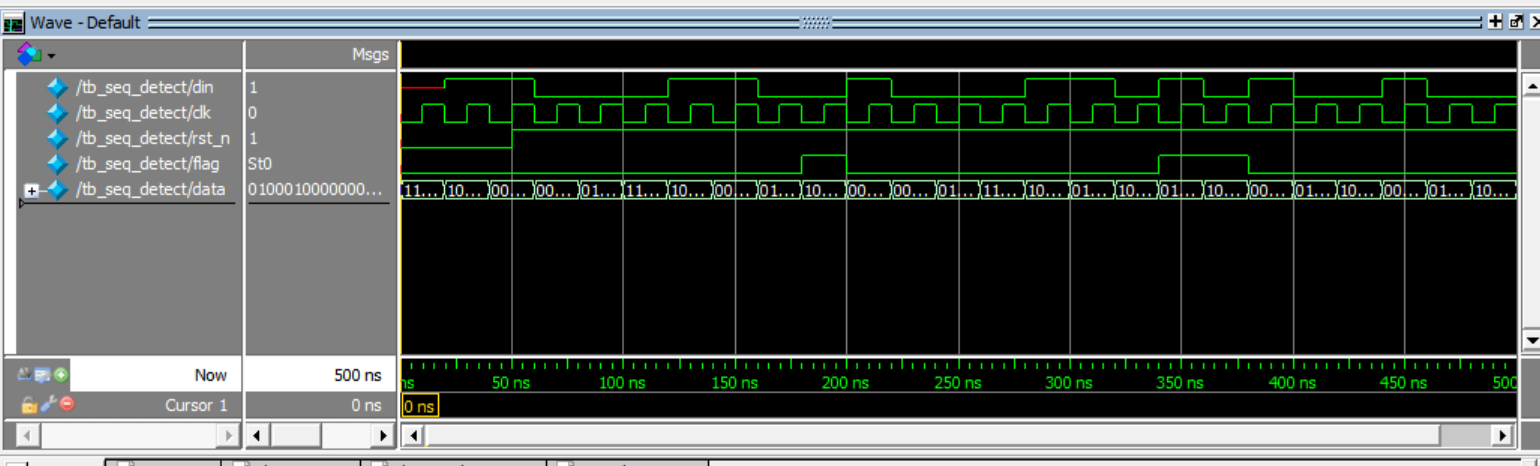 Wave - Default
Msgs
/tb_seq_detect/din 1
/tb_seq_detect/clk 0
/tb_seq_detect/rst_n 1
/tb_seq_detect/flag St0
/tb_seq_detect/data 0100010000000... 11... 10... 00... 00... 01... 11... 10... 00... 01... 10... 00... 00... 01... 11... 10... 01... 10... 01... 10... 00... 01... 10... 00... 01... 10...
Now 500 ns ns 50 ns 100 ns 150 ns 200 ns 250 ns 300 ns 350 ns 400 ns 450 ns 500
Cursor 1 0 ns 0 ns